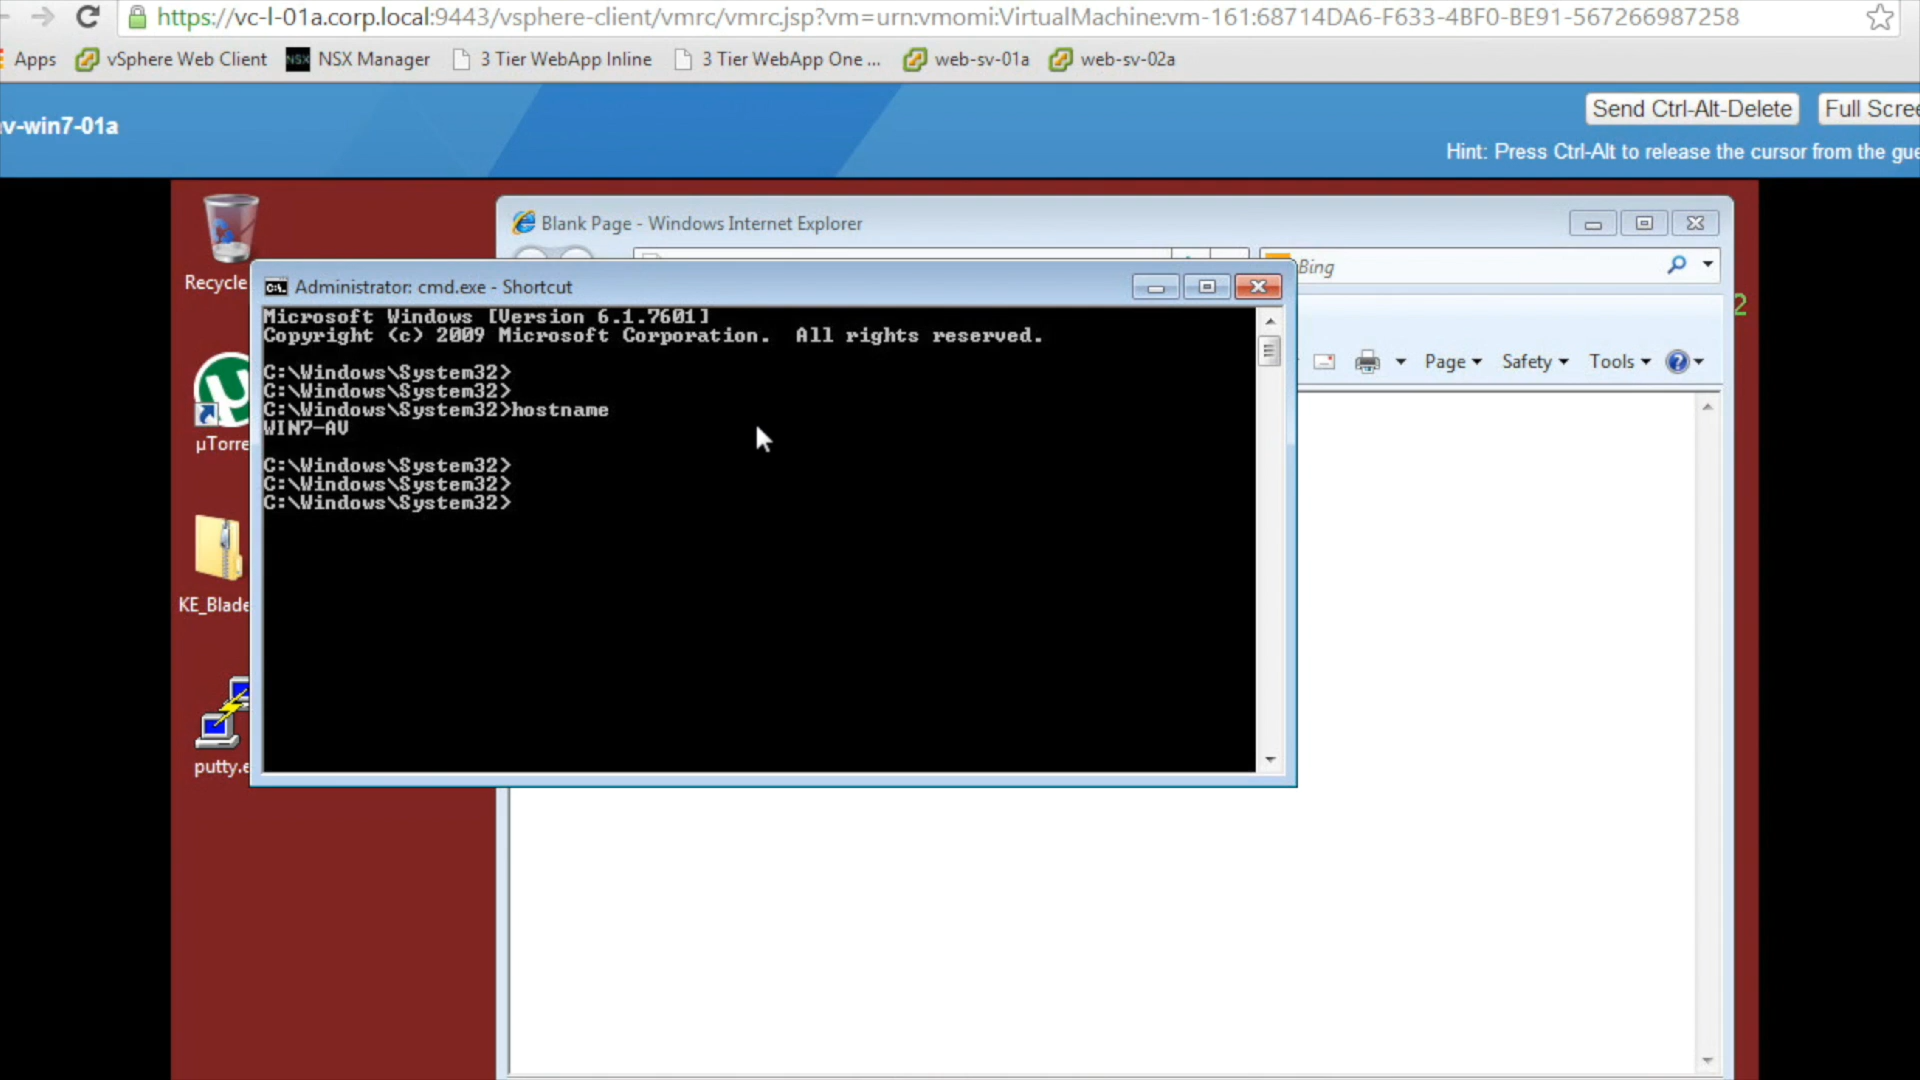 https://vc-l-01a.corp.local:9443/vsphere-client/vmrc/vmrc.jsp?vm=urn:vmomi:VirtualMachine:vm-161:68714DA6-F633-4BF0-BE91-567266987258
Apps vSphere Web Client NSX NSX Manager 3 Tier WebApp Inline 3 Tier WebApp One ... web-sv-01a web-sv-02a
v-win7-01a
Send Ctrl-Alt-Delete Full Scree
Hint: Press Ctrl-Alt to release the cursor from the gue
Blank Page - Windows Internet Explorer
Bing
Recycle
Administrator: cmd.exe - Shortcut
2
Page Safety Tools
Microsoft Windows [Version 6.1.7601]
Copyright (c) 2009 Microsoft Corporation.  All rights reserved.
C:\Windows\System32>
C:\Windows\System32>
C:\Windows\System32>hostname
WIN7-AV
C:\Windows\System32>
C:\Windows\System32>
C:\Windows\System32>
µTorre
KE_Blade
putty.e